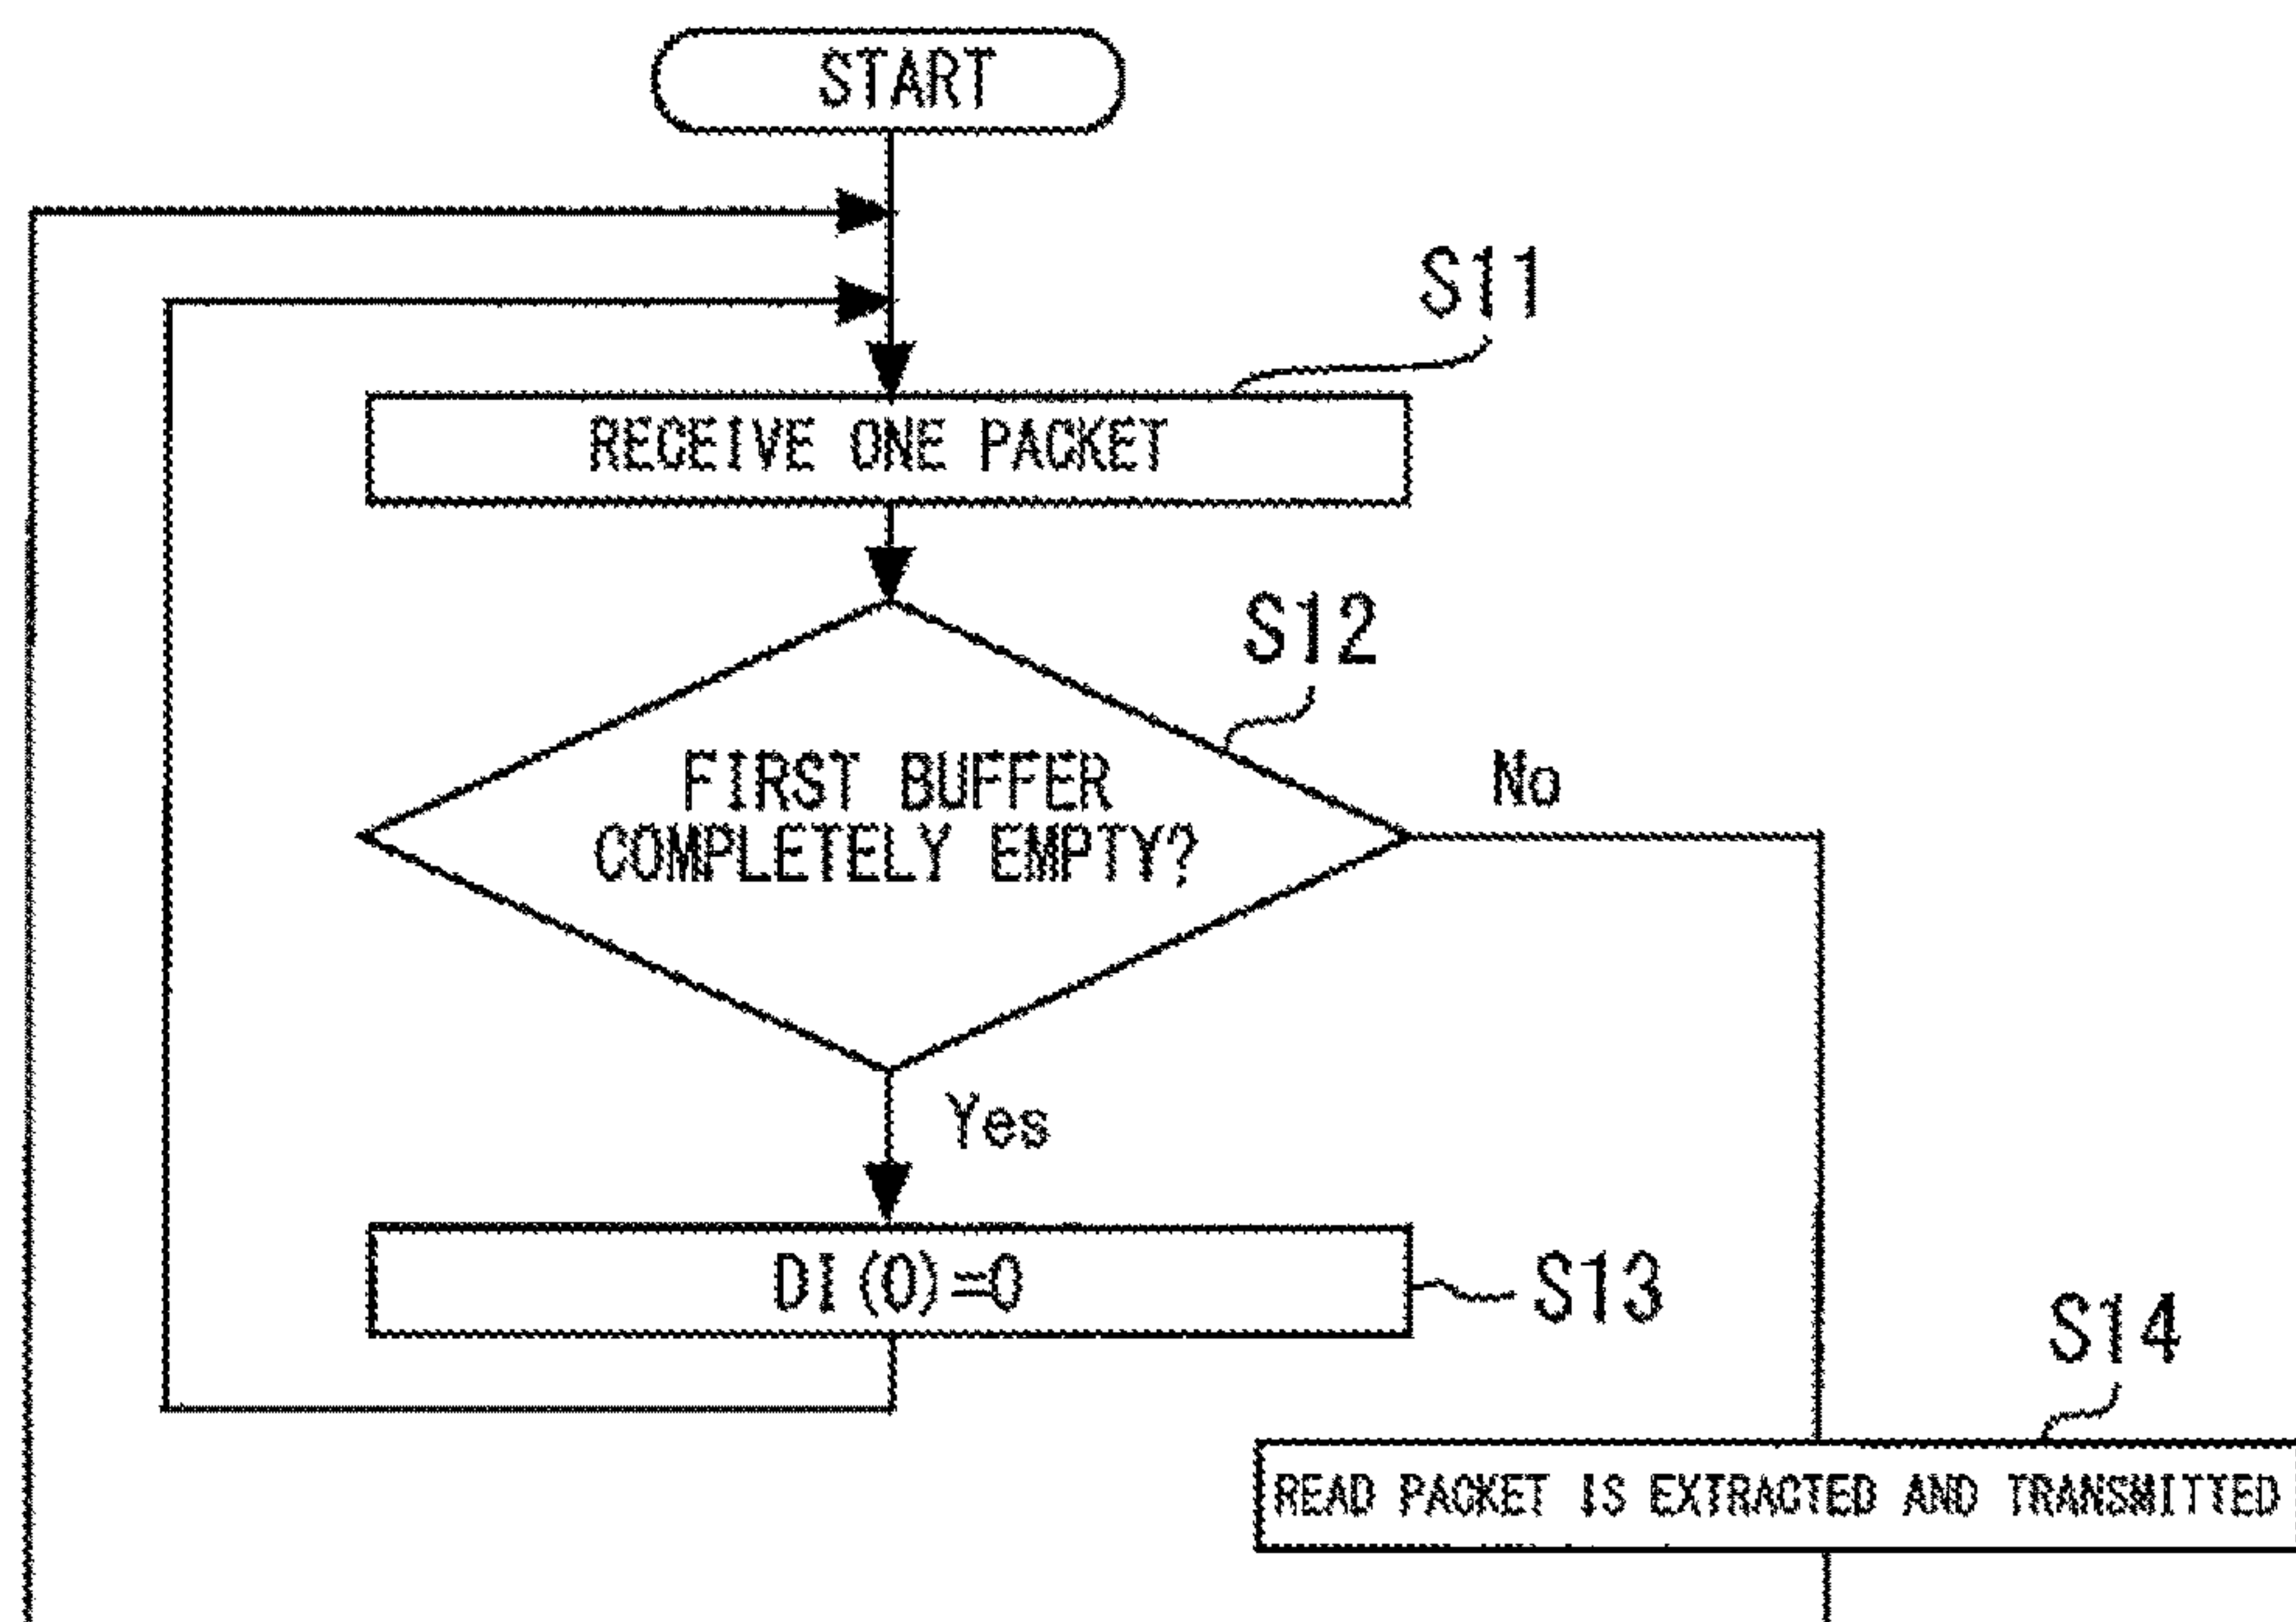 START
S11
RECEIVE ONE PACKET
S12
FIRST BUFFER
COMPLETELY EMPTY?
No
Yes
DI(0)=0
S13
S14
READ PACKET IS EXTRACTED AND TRANSMITTED